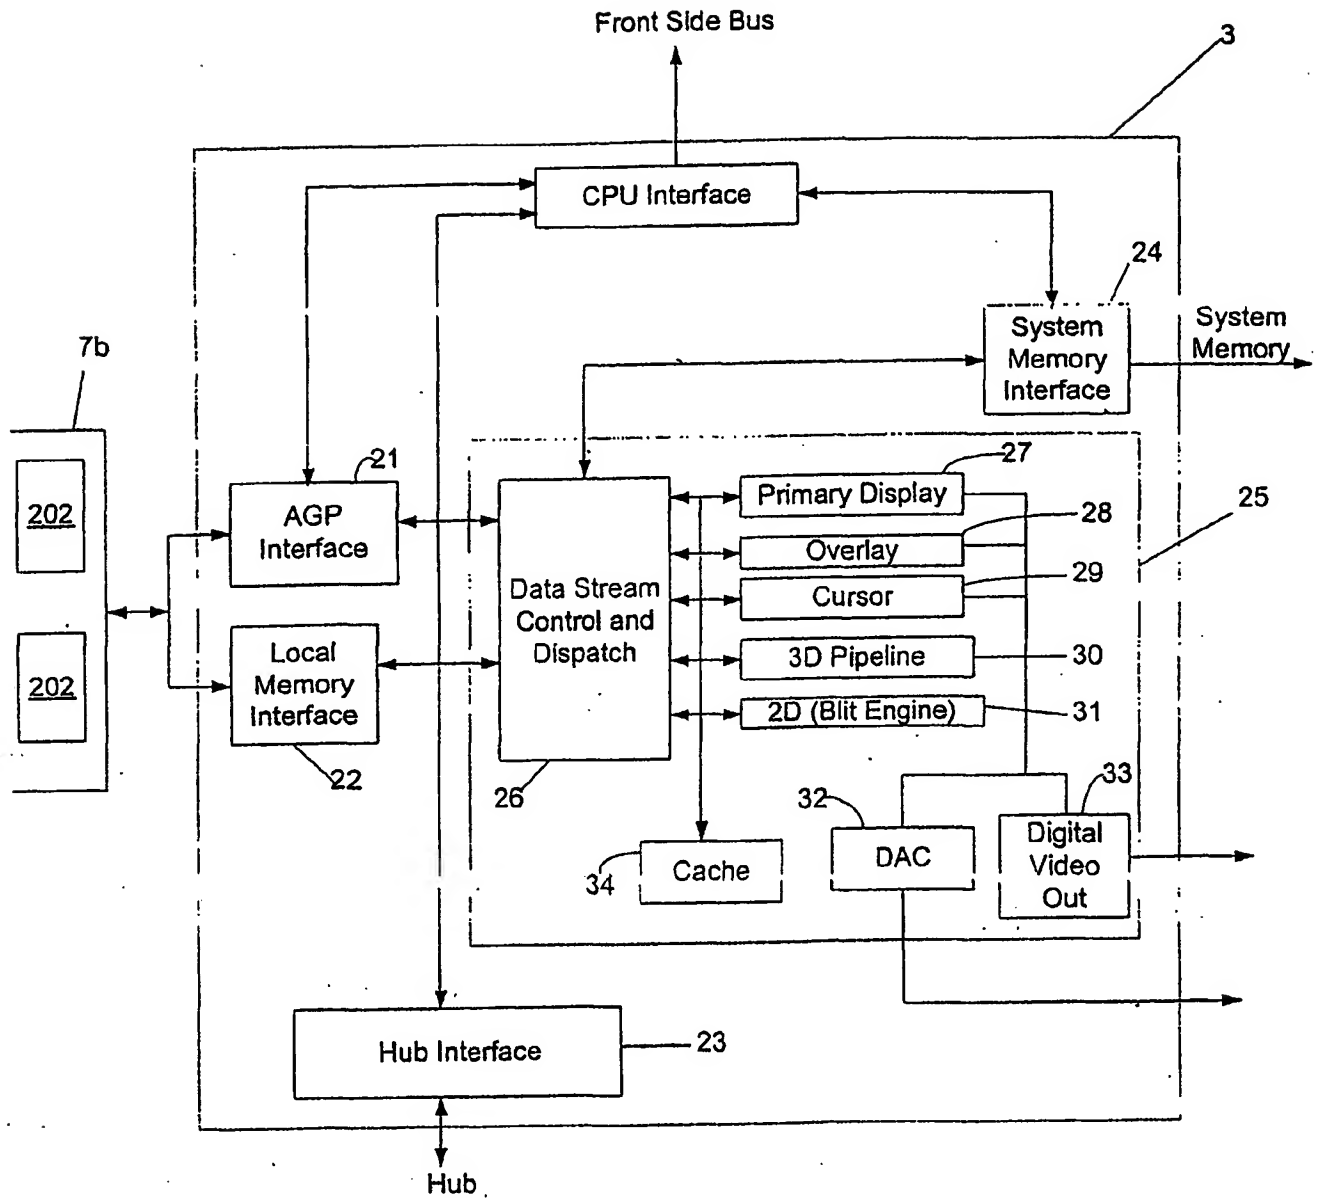 Front Side Bus
3
CPU Interface
24
System
Memory
Interface
System
Memory
7b
202
202
21
AGP
Interface
Local
Memory
Interface
22
Data Stream
Control and
Dispatch
26
27
Primary Display
28
Overlay
29
Cursor
3D Pipeline
30
2D (Blit Engine)
31
25
32
DAC
33
Digital
Video
Out
34
Cache
Hub Interface
23
Hub